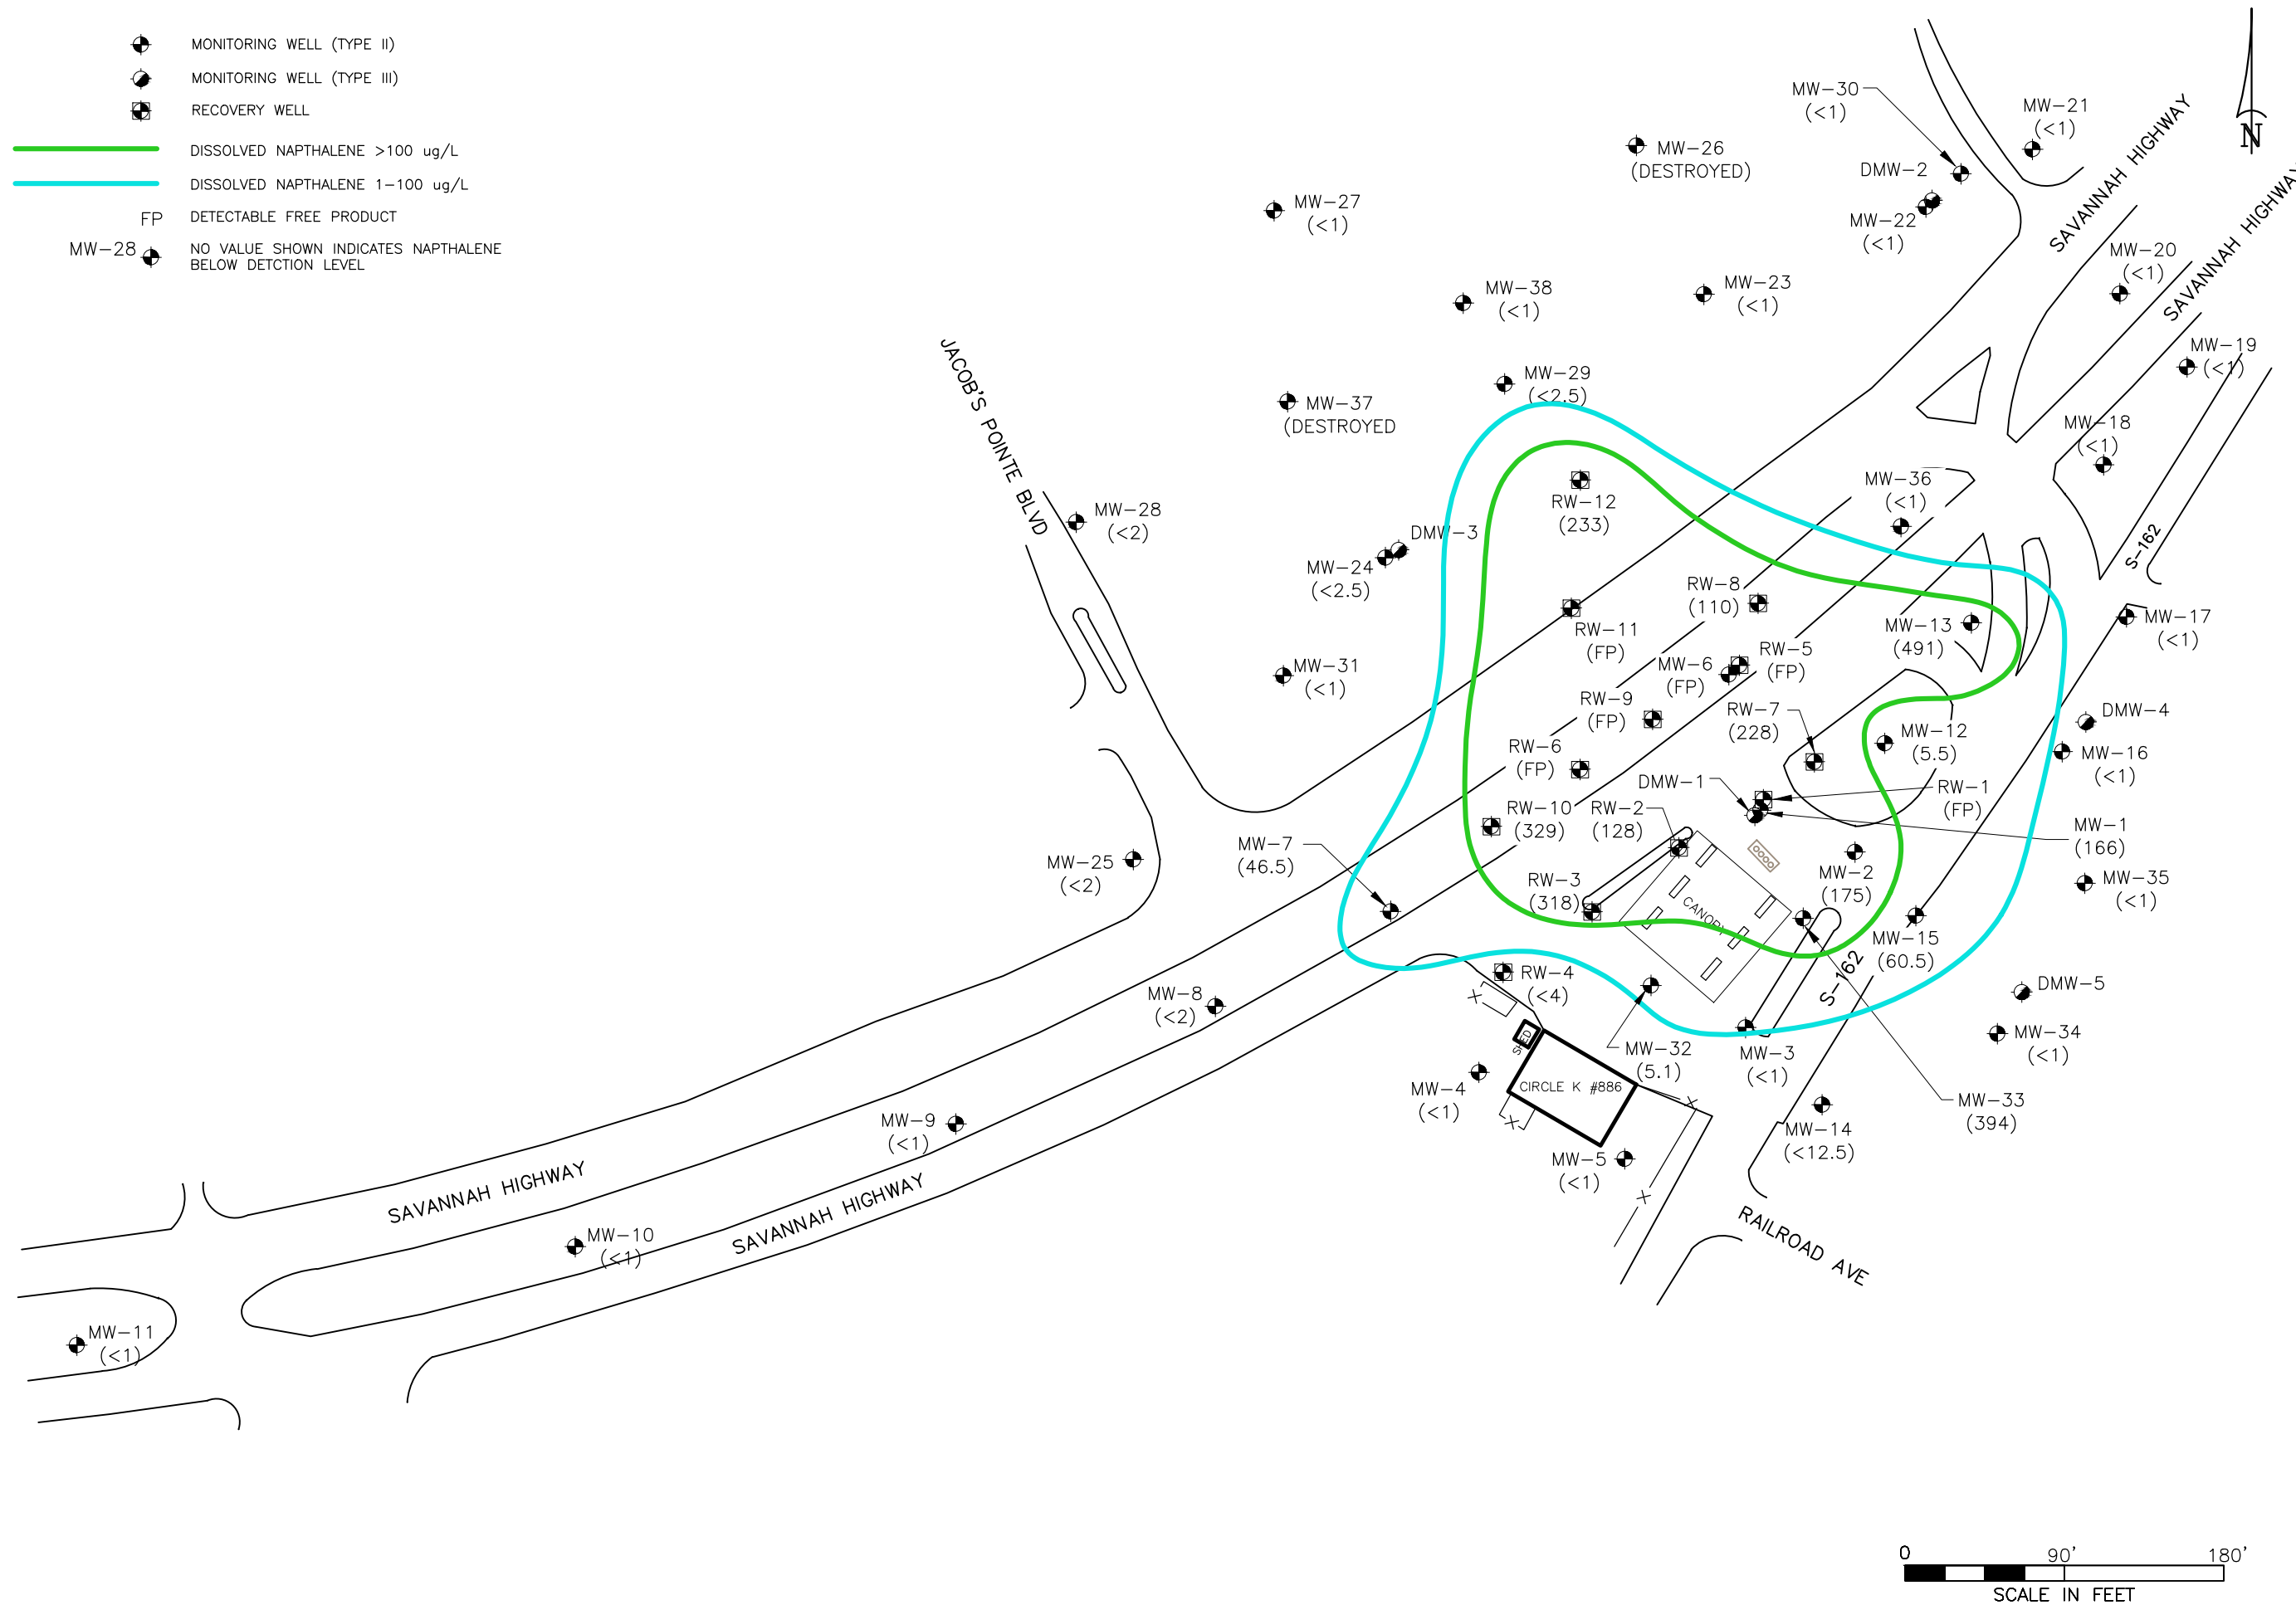 MONITORING WELL (TYPE II)
MONITORING WELL (TYPE III)
RECOVERY WELL
DISSOLVED NAPTHALENE >100 ug/L
DISSOLVED NAPTHALENE 1-100 ug/L
FP
DETECTABLE FREE PRODUCT
MW-28
NO VALUE SHOWN INDICATES NAPTHALENE
BELOW DETCTION LEVEL
N
MW-30
(<1)
MW-21
(<1)
MW-26
(DESTROYED)
DMW-2
MW-22
(<1)
SAVANNAH HIGHWAY
SAVANNAH HIGHWAY
MW-27
(<1)
MW-20
(<1)
MW-38
(<1)
MW-23
(<1)
MW-19
(<1)
JACOB'S POINTE BLVD
MW-29
(<2.5)
MW-37
(DESTROYED
MW-18
(<1)
MW-36
(<1)
RW-12
(233)
MW-28
(<2)
DMW-3
MW-24
(<2.5)
S-162
RW-8
(110)
RW-11
(FP)
MW-13
(491)
MW-17
(<1)
MW-6
(FP)
RW-5
(FP)
MW-31
(<1)
RW-9
(FP)
RW-7
(228)
DMW-4
MW-12
(5.5)
MW-16
(<1)
RW-6
(FP)
DMW-1
RW-1
(FP)
RW-10
(329)
RW-2
(128)
MW-1
(166)
MW-7
(46.5)
MW-25
(<2)
MW-2
(175)
MW-35
(<1)
RW-3
(318)
CANOPY
MW-15
(60.5)
S-162
RW-4
(<4)
DMW-5
MW-8
(<2)
X
SHED
MW-32
(5.1)
MW-3
(<1)
MW-34
(<1)
MW-4
(<1)
CIRCLE K #886
X
X
MW-33
(394)
MW-9
(<1)
MW-14
(<12.5)
MW-5
(<1)
X
SAVANNAH HIGHWAY
SAVANNAH HIGHWAY
RAILROAD AVE
MW-10
(<1)
MW-11
(<1)
0 90' 180'
SCALE IN FEET